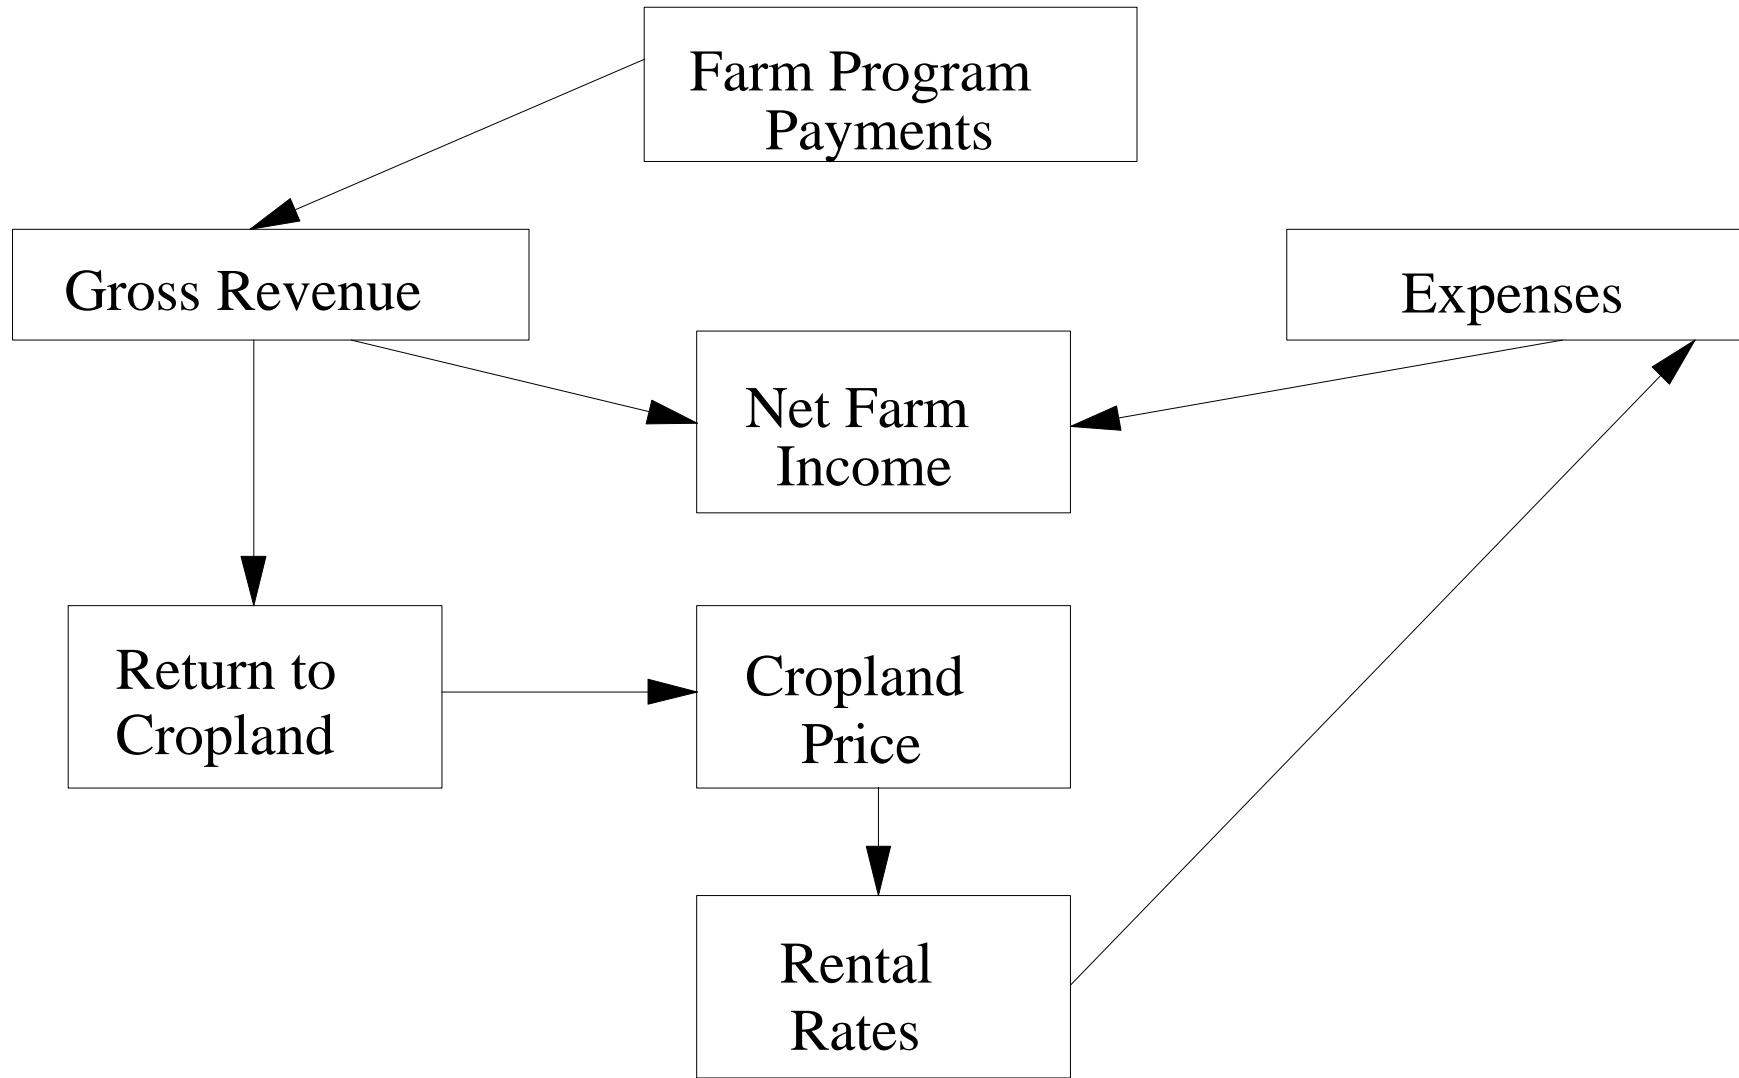 Farm Program
Payments
Gross Revenue
Expenses
Net Farm
Income
Return to
Cropland
Cropland
Price
Rental
Rates